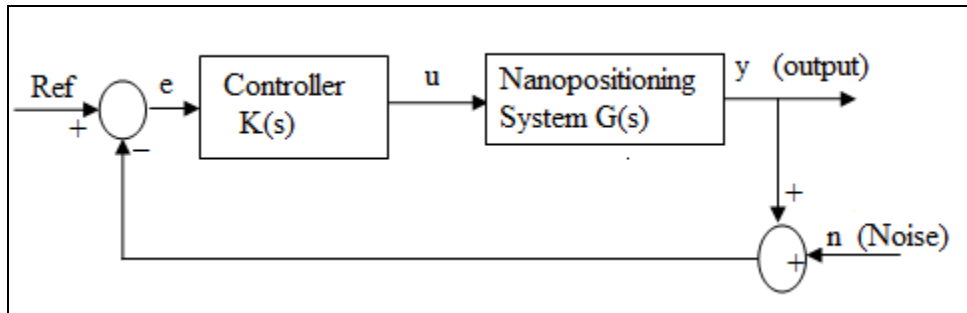 Ref
+
−
e
Controller
K(s)
u
Nanopositioning
System G(s)
y (output)
+
+
n (Noise)